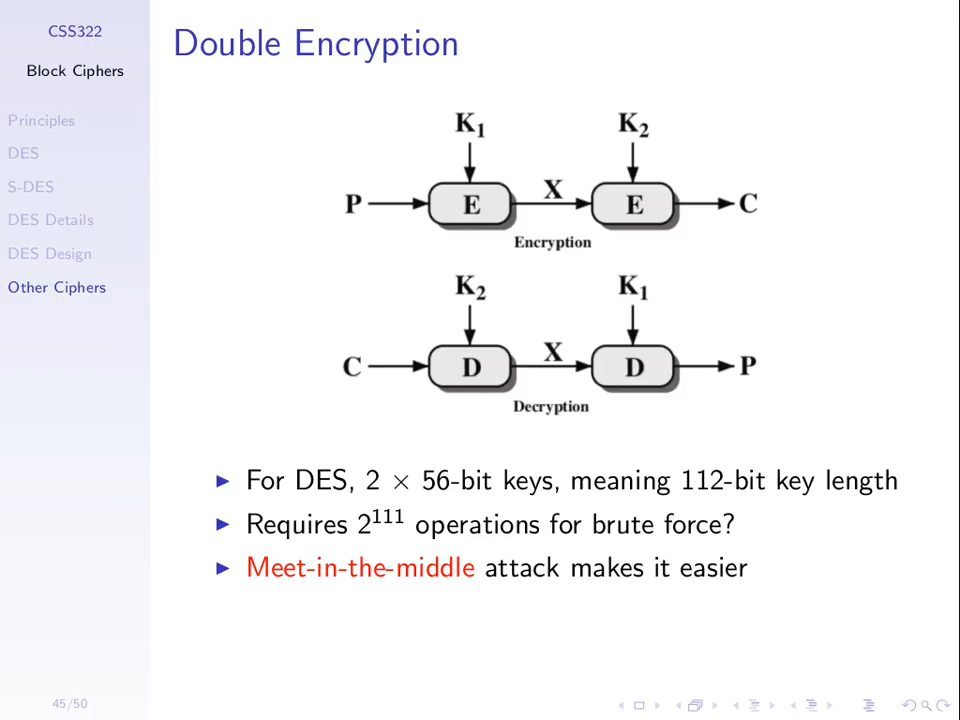 CSS322
Block Ciphers
Principles
DES
S-DES
DES Details
DES Design
Other Ciphers
45/50
Double Encryption
K₁ K₂
P E X E C
Encryption
K₂ K₁
C D X D P
Decryption
For DES, 2 × 56-bit keys, meaning 112-bit key length
Requires 2¹¹¹ operations for brute force?
Meet-in-the-middle attack makes it easier